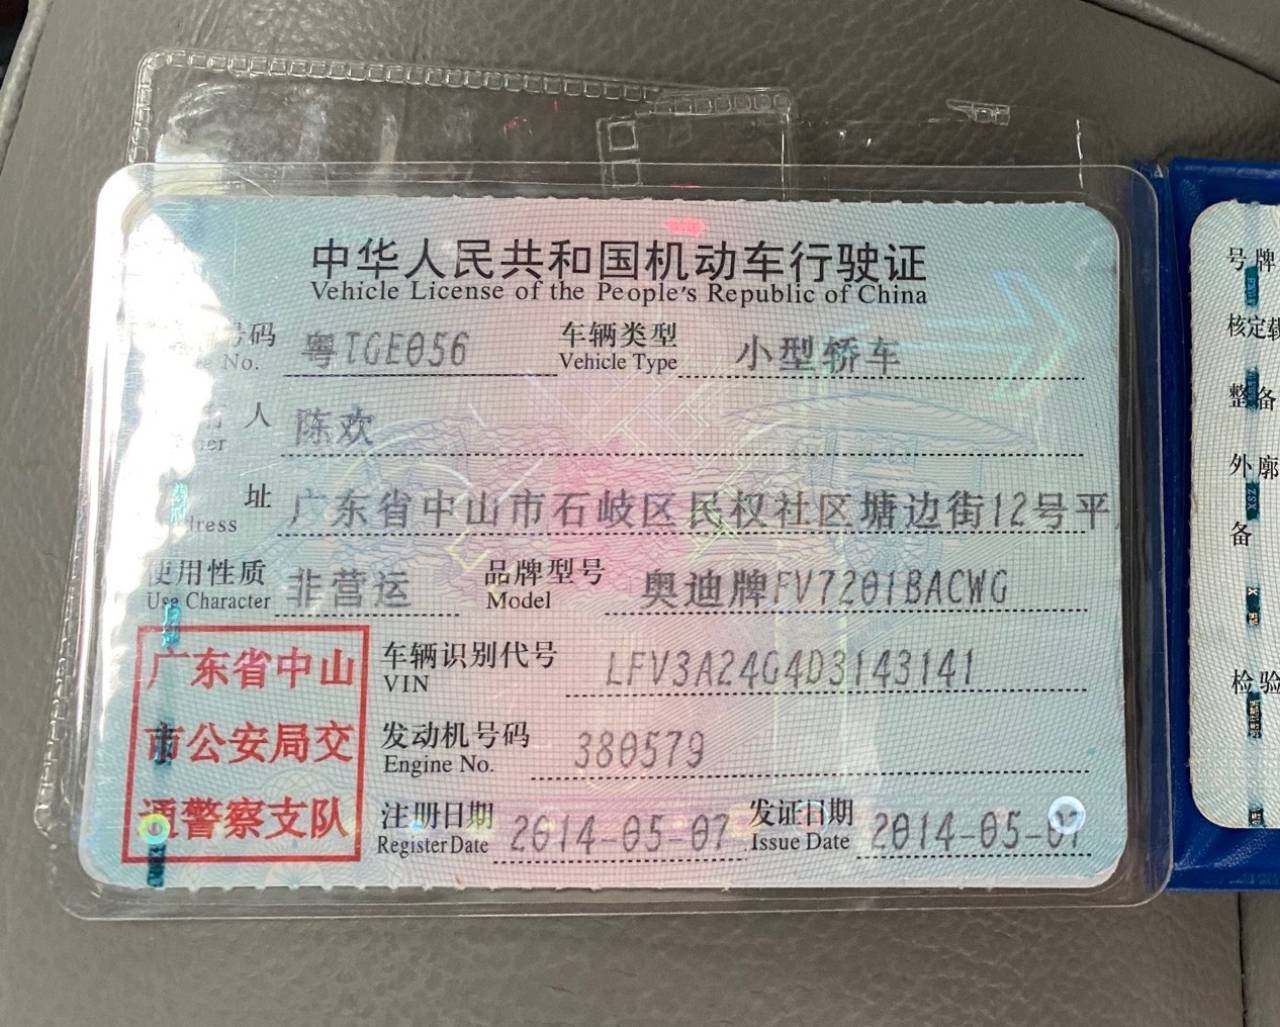 中华人民共和国机动车行驶证
Vehicle License of the People's Republic of China
号码 粤TGE056 车辆类型 小型轿车
No. Vehicle Type
人 陈欢
址 广东省中山市石岐区民权社区塘边街12号平
使用性质 非营运 品牌型号 奥迪牌FV7201BACWG
Use Character Model
广东省中山
市公安局交
通警察支队
车辆识别代号 LFV3A24G4D3143141
VIN
发动机号码 380579
Engine No.
注册日期 2014-05-07 发证日期 2014-05-07
Register Date Issue Date
号牌
核定载
整备
外廓
备
检验